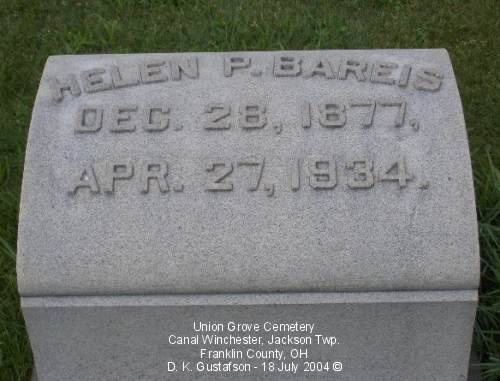 HELEN P. BAREIS
DEC. 28, 1877,
APR. 27, 1934.
Union Grove Cemetery
Canal Winchester, Jackson Twp.
Franklin County, OH
D. K. Gustafson - 18 July 2004 ©